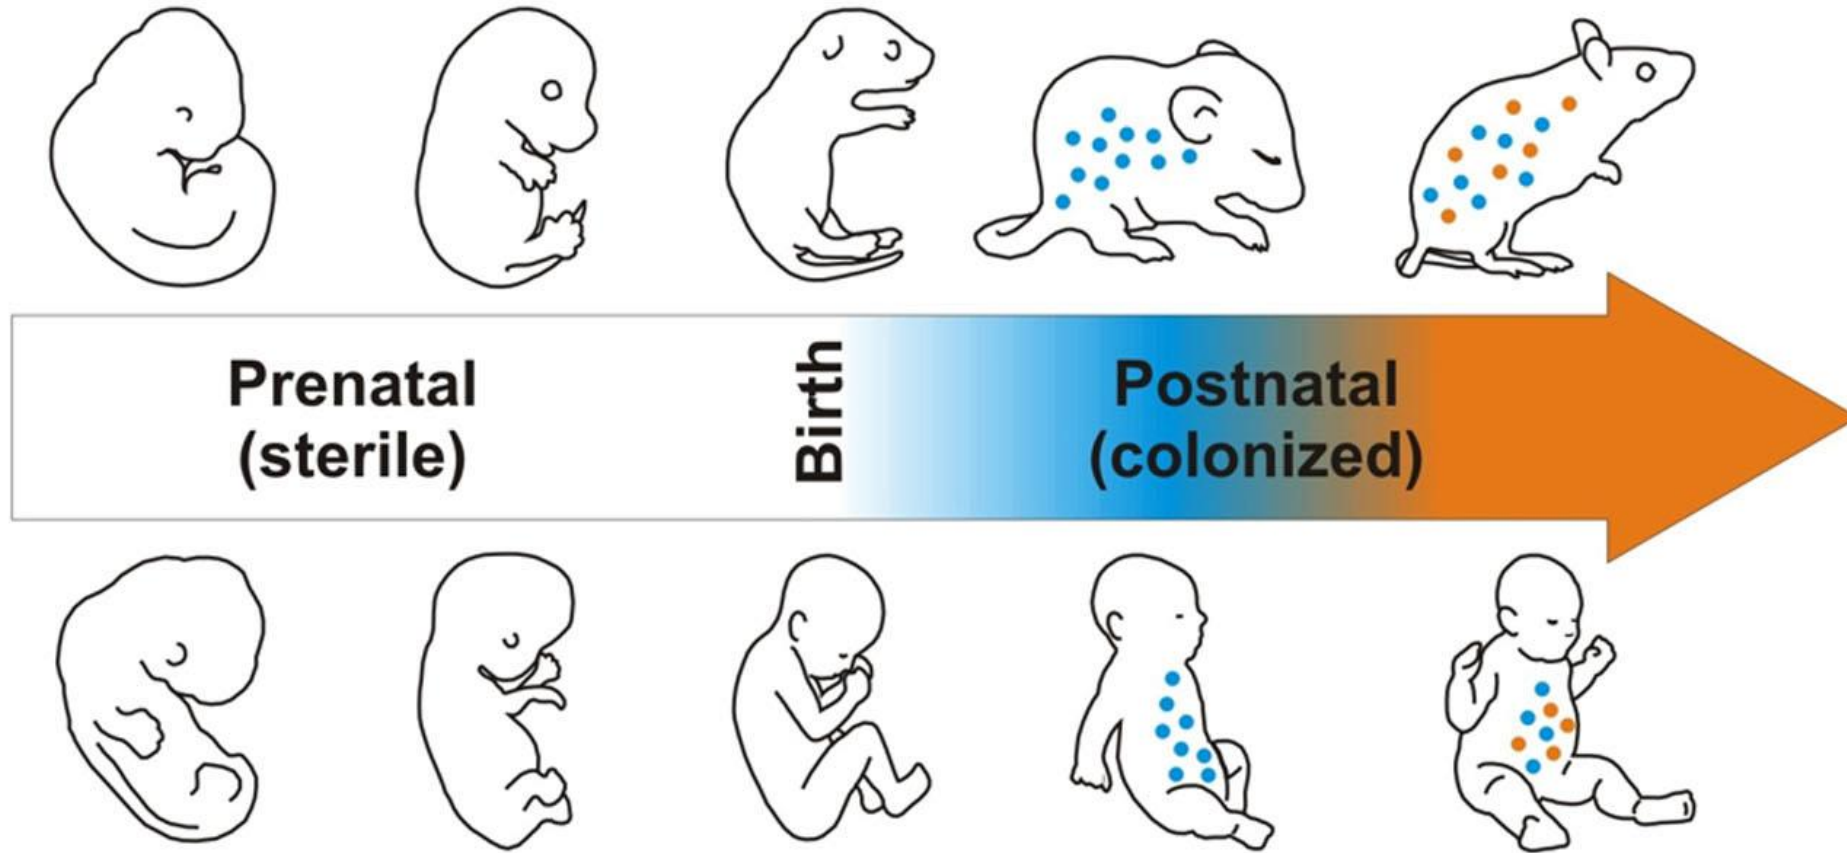 Prenatal
(sterile)
Birth
Postnatal
(colonized)